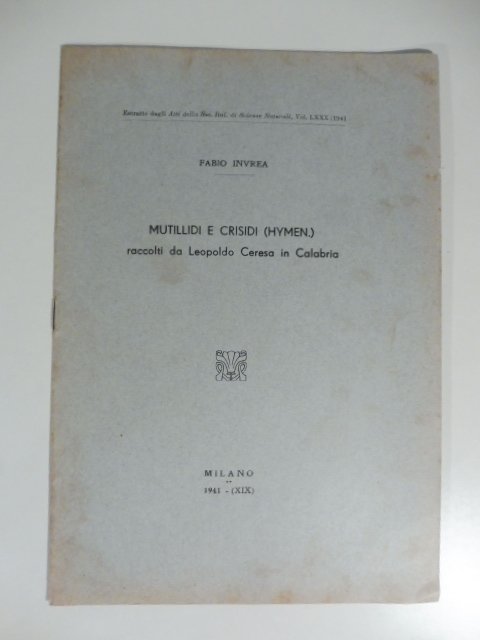 Estratto dagli Atti della Soc. Ital. di Scienze Naturali, Vol. LXXX (1941
FABIO INVREA
MUTILLIDI E CRISIDI (HYMEN.)
raccolti da Leopoldo Ceresa in Calabria
MILANO
1941 - (XIX)